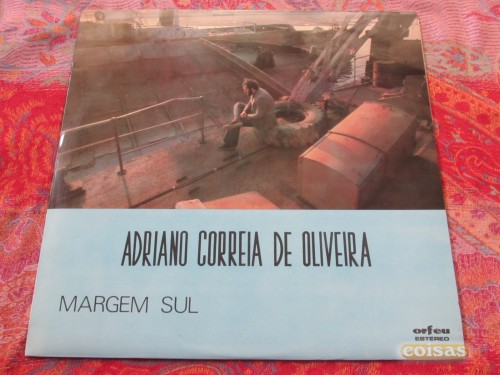 ADRIANO CORREIA DE OLIVEIRA
MARGEM SUL
orfeu
ESTEREO
coisas